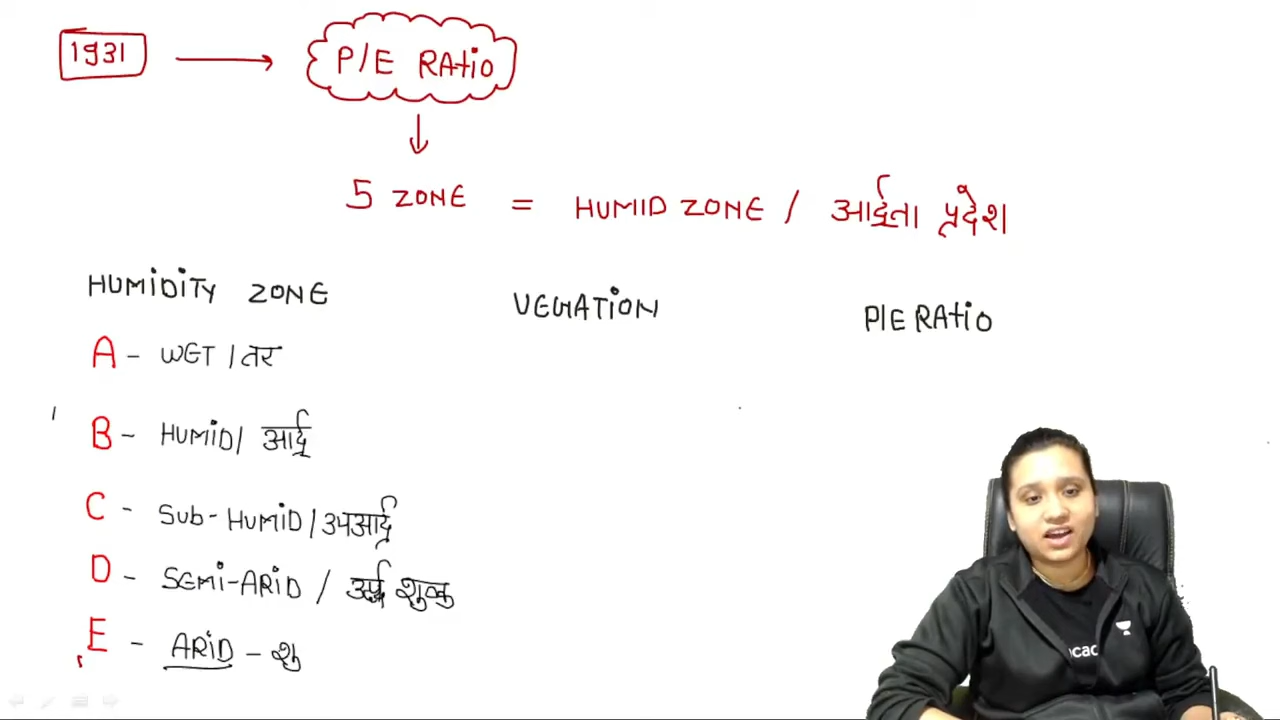 1931
P/E RAtio
5 ZONE = HUMID ZONE / आर्द्रता प्रदेश
HUMiDiTY ZONE VEGATiON P/E RAtio
A - WET / तर
B - HUMiD / आर्द्र
C - SUb-HUMiD / उपआर्द्र
D - SEMi-ARiD / शुष्क
E - ARiD - शु
cac